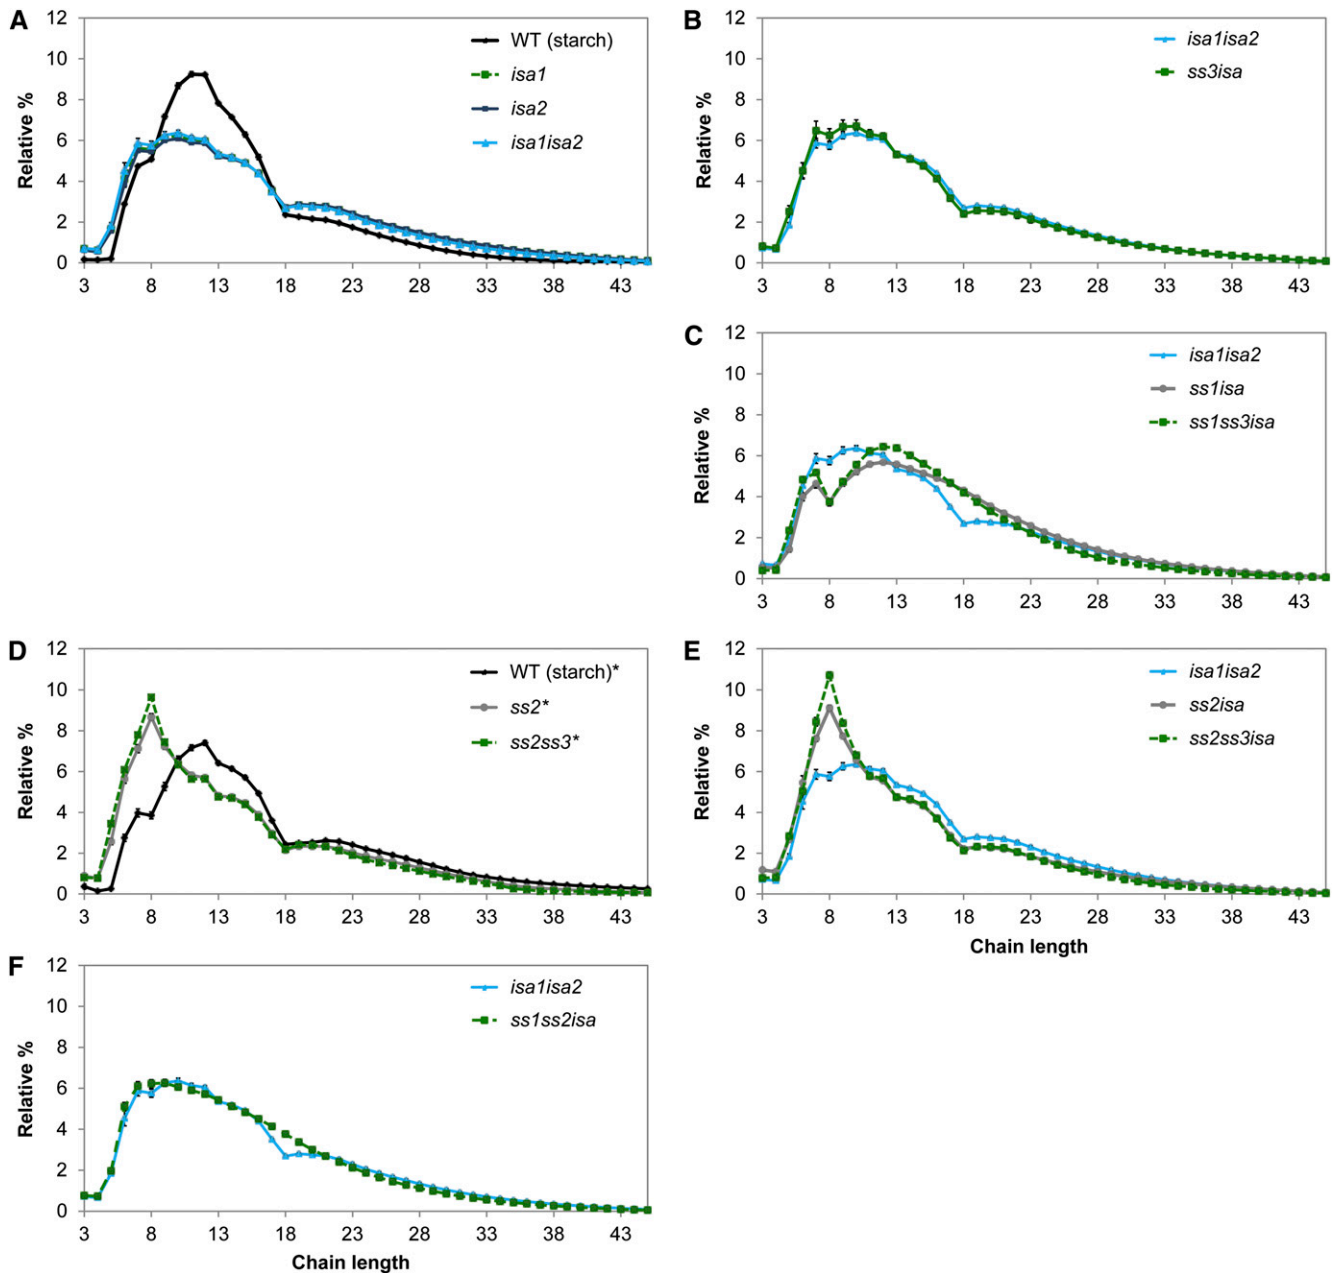 A
12
10
8
6
4
2
0
Relative %
WT (starch)
isa1
isa2
isa1isa2
3 8 13 18 23 28 33 38 43
B
12
10
8
6
4
2
0
Relative %
isa1isa2
ss3isa
3 8 13 18 23 28 33 38 43
C
12
10
8
6
4
2
0
Relative %
isa1isa2
ss1isa
ss1ss3isa
3 8 13 18 23 28 33 38 43
D
12
10
8
6
4
2
0
Relative %
WT (starch)*
ss2*
ss2ss3*
3 8 13 18 23 28 33 38 43
E
12
10
8
6
4
2
0
Relative %
isa1isa2
ss2isa
ss2ss3isa
3 8 13 18 23 28 33 38 43
Chain length
F
12
10
8
6
4
2
0
Relative %
isa1isa2
ss1ss2isa
3 8 13 18 23 28 33 38 43
Chain length